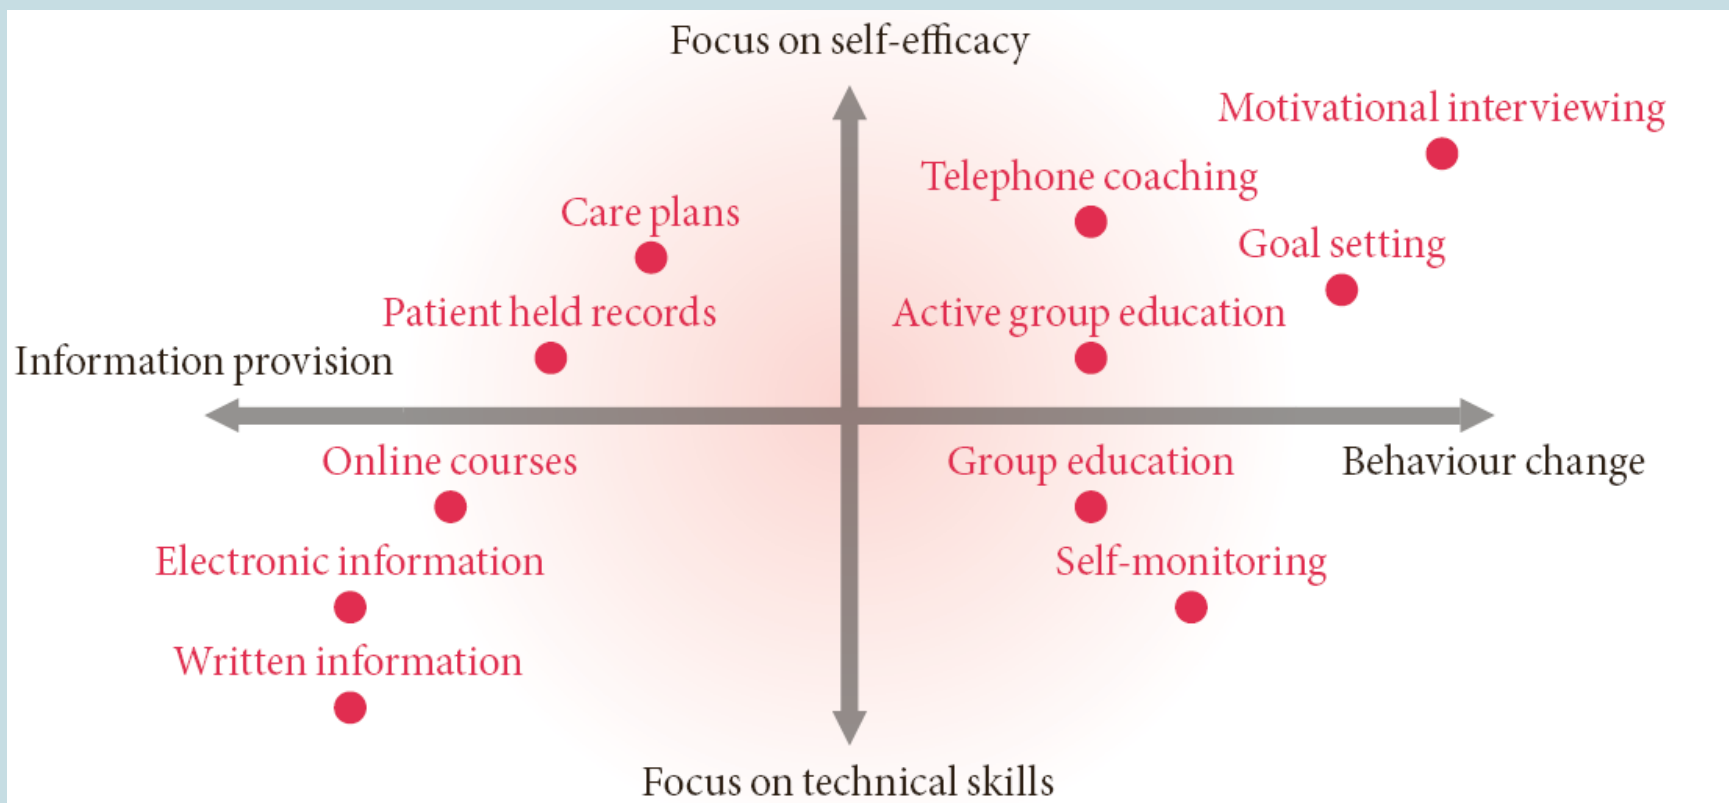 Focus on self-efficacy
Motivational interviewing
Telephone coaching
Care plans
Goal setting
Patient held records
Active group education
Information provision
Online courses
Group education
Behaviour change
Electronic information
Self-monitoring
Written information
Focus on technical skills